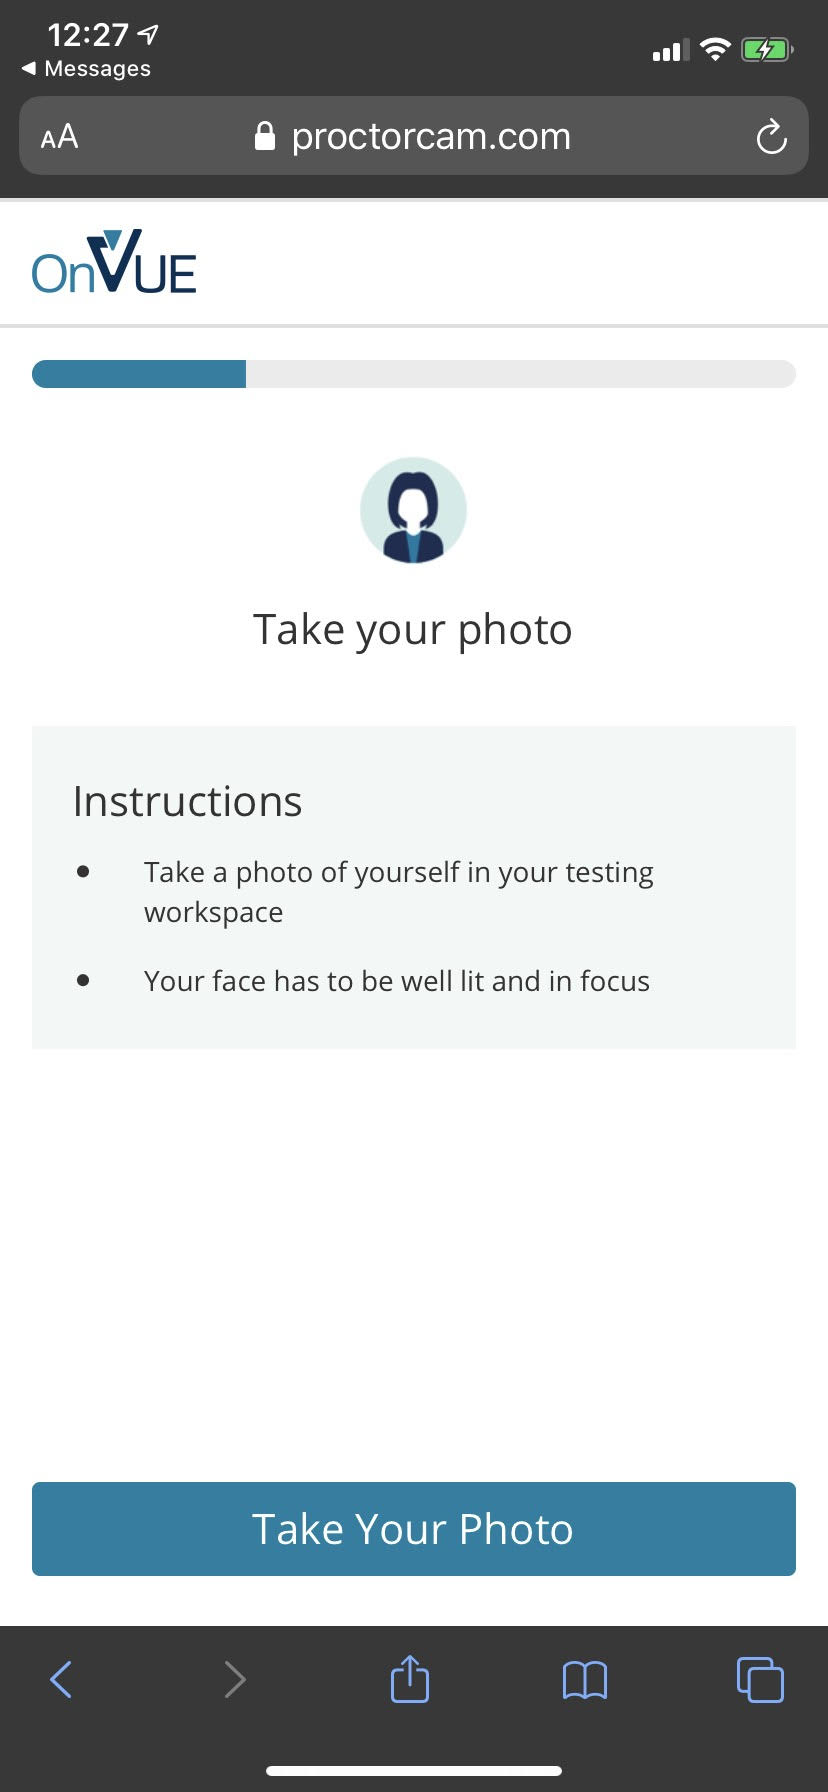 12:27
Messages
AA
proctorcam.com
OnVUE
Take your photo
Instructions
Take a photo of yourself in your testing
workspace
Your face has to be well lit and in focus
Take Your Photo